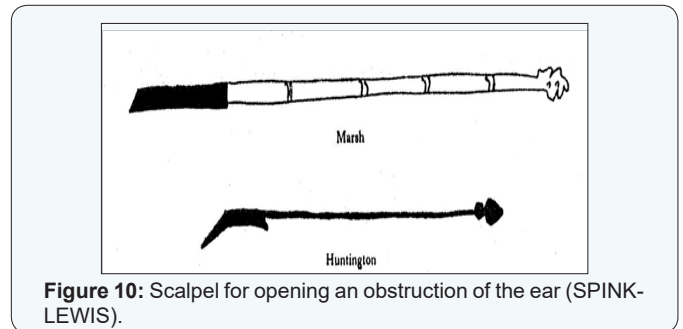 Marsh
Huntington
Figure 10: Scalpel for opening an obstruction of the ear (SPINK-
LEWIS).